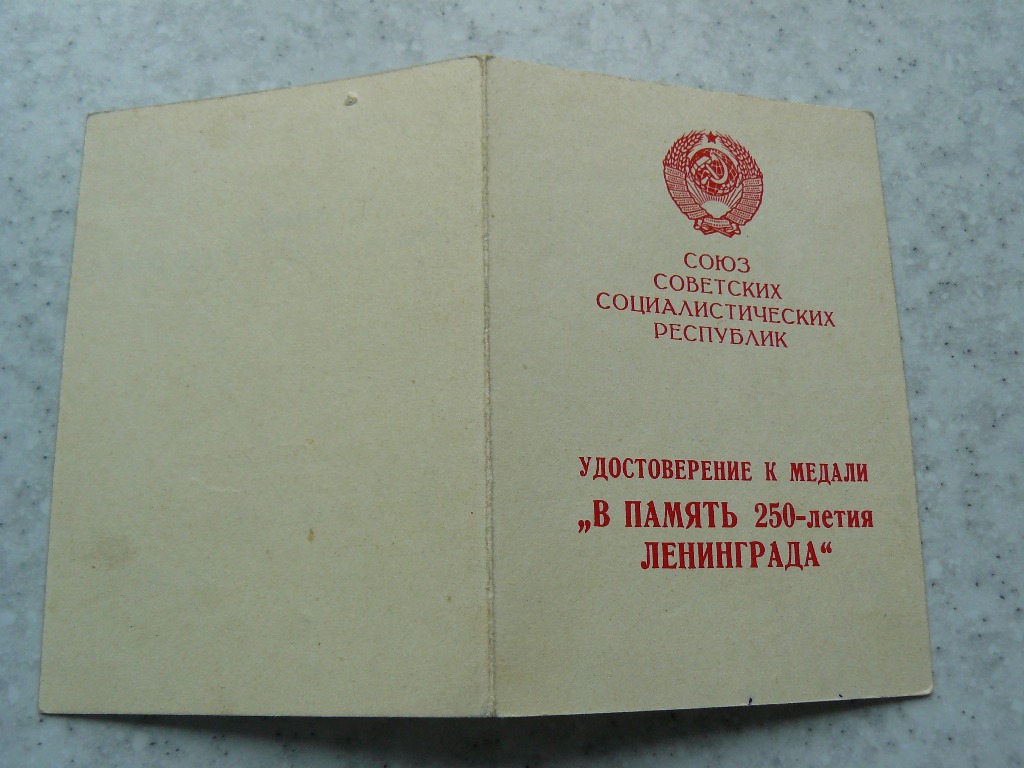 СОЮЗ
СОВЕТСКИХ
СОЦИАЛИСТИЧЕСКИХ
РЕСПУБЛИК
УДОСТОВЕРЕНИЕ К МЕДАЛИ
„В ПАМЯТЬ 250-летия
ЛЕНИНГРАДА“